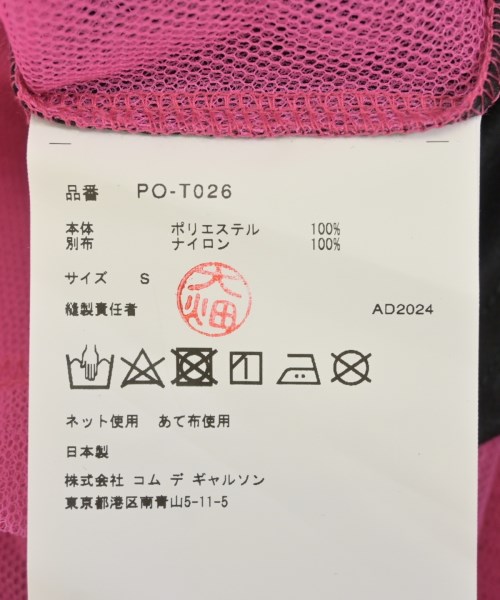 品番 PO-T026
本体 ポリエステル 100%
別布 ナイロン 100%
サイズ S
大畑
縫製責任者 AD2024
ネット使用 あて布使用
日本製
株式会社 コム デ ギャルソン
東京都港区南青山5-11-5